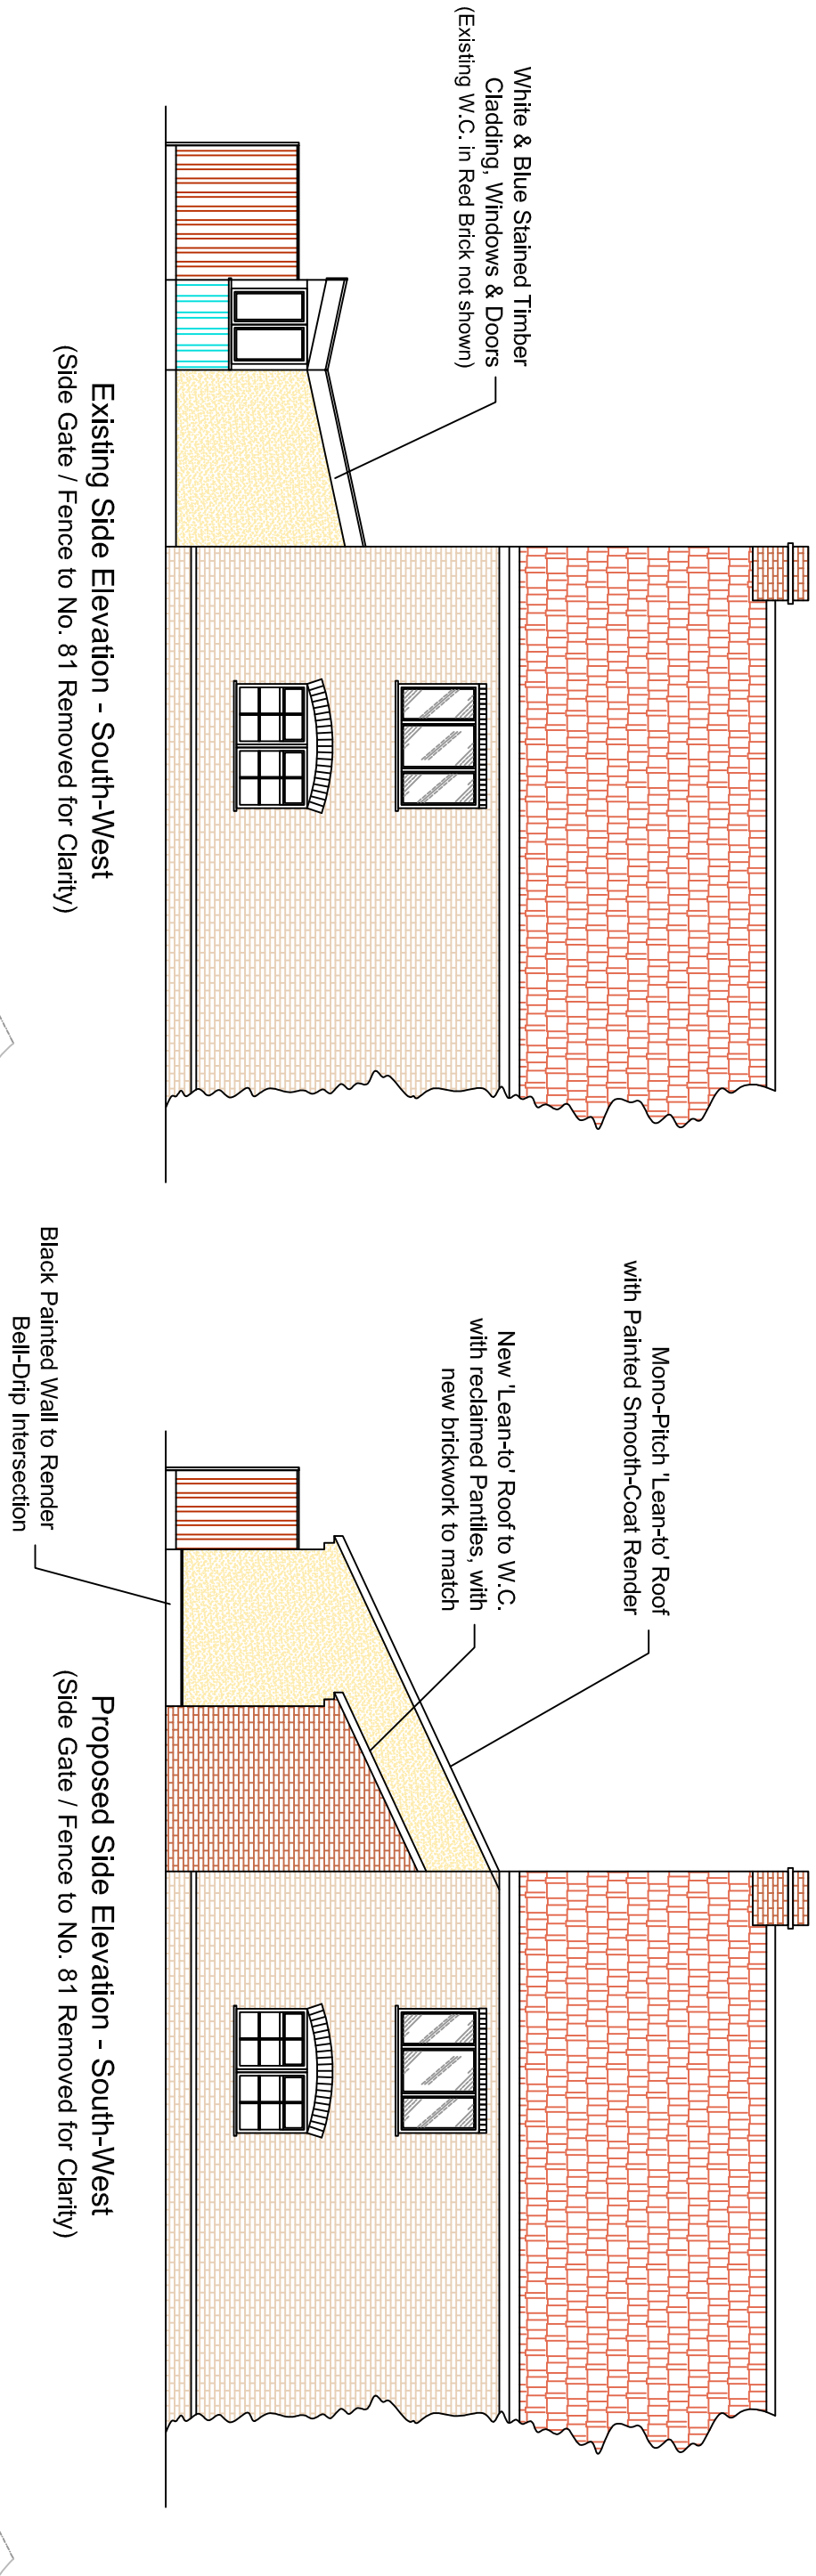 White & Blue Stained Timber
Cladding, Windows & Doors
(Existing W.C. in Red Brick not shown)
Existing Side Elevation - South-West
(Side Gate / Fence to No. 81 Removed for Clarity)
Mono-Pitch 'Lean-to' Roof
with Painted Smooth-Coat Render
New 'Lean-to' Roof to W.C.
with reclaimed Pantiles, with
new brickwork to match
Black Painted Wall to Render
Bell-Drip Intersection
Proposed Side Elevation - South-West
(Side Gate / Fence to No. 81 Removed for Clarity)